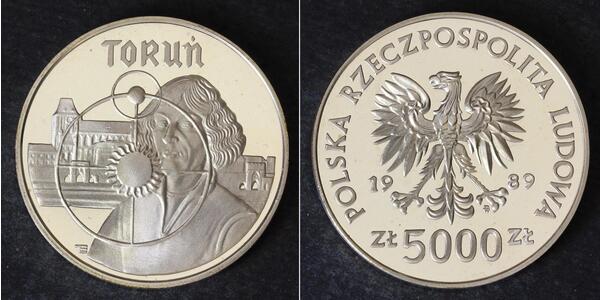 TORUŃ
POLSKA RZECZPOSPOLITA LUDOWA
1989
ZŁ 5000 ZŁ